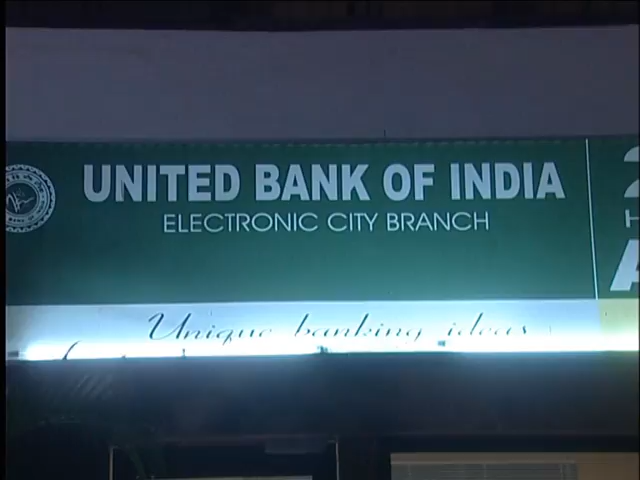 UNITED BANK OF INDIA
ELECTRONIC CITY BRANCH
Unique banking ideas